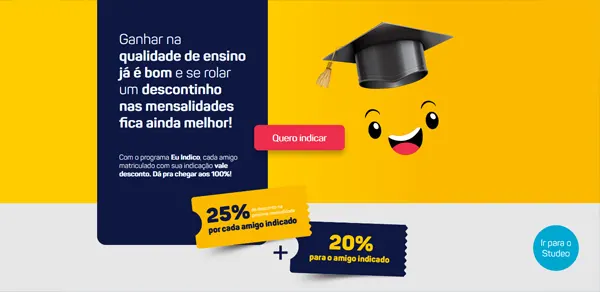 Ganhar na
qualidade de ensino
já é bom e se rolar
um descontinho
nas mensalidades
fica ainda melhor!
Quero indicar
Com o programa Eu Indico, cada amigo
matriculado com sua indicação vale
desconto. Dá pra chegar aos 100%!
25%
por cada amigo indicado
+
20%
para o amigo indicado
Ir para o
Studeo